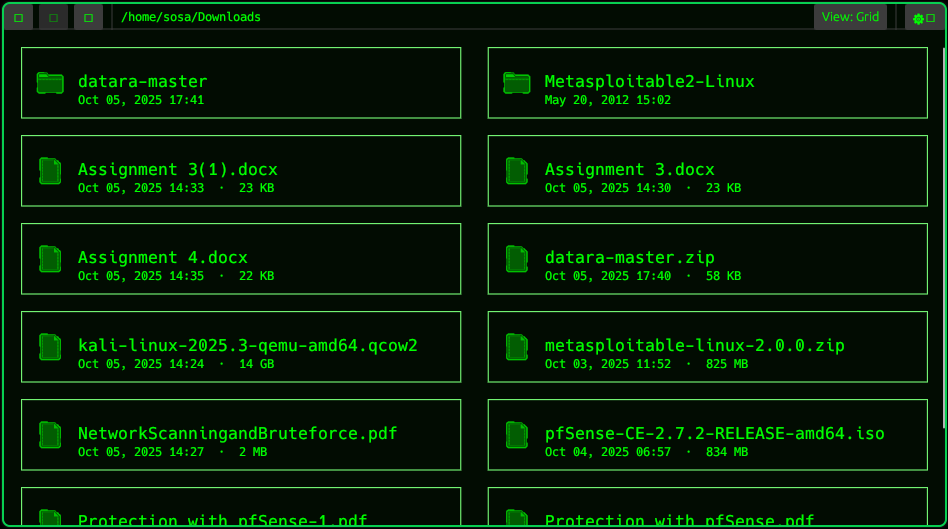 /home/sosa/Downloads
View: Grid
datara-master
Oct 05, 2025 17:41
Metasploitable2-Linux
May 20, 2012 15:02
Assignment 3(1).docx
Oct 05, 2025 14:33 · 23 KB
Assignment 3.docx
Oct 05, 2025 14:30 · 23 KB
Assignment 4.docx
Oct 05, 2025 14:35 · 22 KB
datara-master.zip
Oct 05, 2025 17:40 · 58 KB
kali-linux-2025.3-qemu-amd64.qcow2
Oct 05, 2025 14:24 · 14 GB
metasploitable-linux-2.0.0.zip
Oct 03, 2025 11:52 · 825 MB
NetworkScanningandBruteforce.pdf
Oct 05, 2025 14:27 · 2 MB
pfSense-CE-2.7.2-RELEASE-amd64.iso
Oct 04, 2025 06:57 · 834 MB
Protection with pfSense-1.pdf
Protection with pfSense.pdf